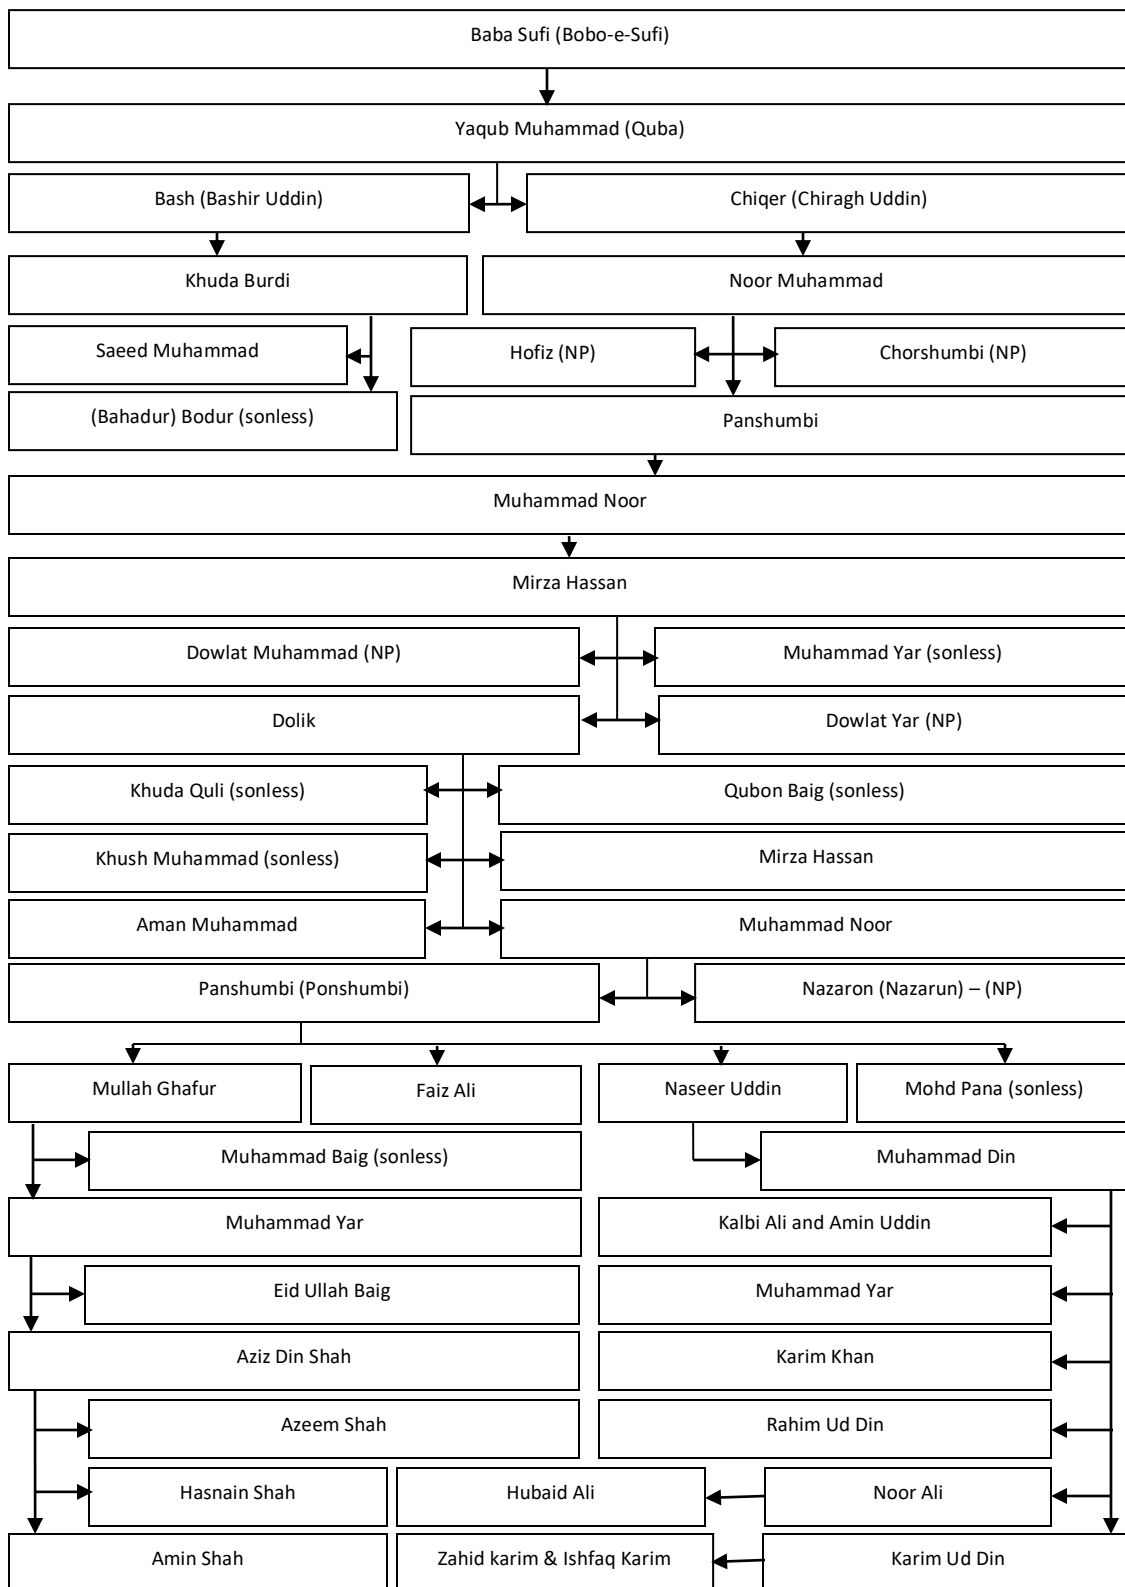 Baba Sufi (Bobo-e-Sufi)
Yaqub Muhammad (Quba)
Bash (Bashir Uddin)
Chiqer (Chiragh Uddin)
Khuda Burdi
Noor Muhammad
Saeed Muhammad
Hofiz (NP)
Chorshumbi (NP)
(Bahadur) Bodur (sonless)
Panshumbi
Muhammad Noor
Mirza Hassan
Dowlat Muhammad (NP)
Muhammad Yar (sonless)
Dolik
Dowlat Yar (NP)
Khuda Quli (sonless)
Qubon Baig (sonless)
Khush Muhammad (sonless)
Mirza Hassan
Aman Muhammad
Muhammad Noor
Panshumbi (Ponshumbi)
Nazaron (Nazarun) – (NP)
Mullah Ghafur
Faiz Ali
Naseer Uddin
Mohd Pana (sonless)
Muhammad Baig (sonless)
Muhammad Din
Muhammad Yar
Kalbi Ali and Amin Uddin
Eid Ullah Baig
Muhammad Yar
Aziz Din Shah
Karim Khan
Azeem Shah
Rahim Ud Din
Hasnain Shah
Hubaid Ali
Noor Ali
Amin Shah
Zahid karim & Ishfaq Karim
Karim Ud Din